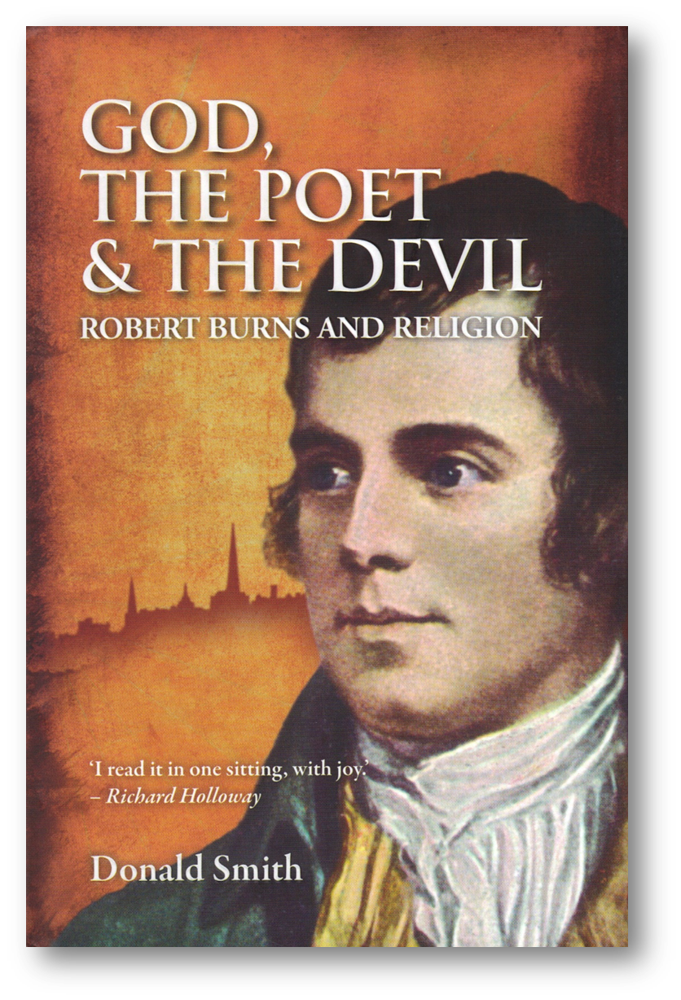 GOD,
THE POET
& THE DEVIL
ROBERT BURNS AND RELIGION
‘I read it in one sitting, with joy.’
– Richard Holloway
Donald Smith